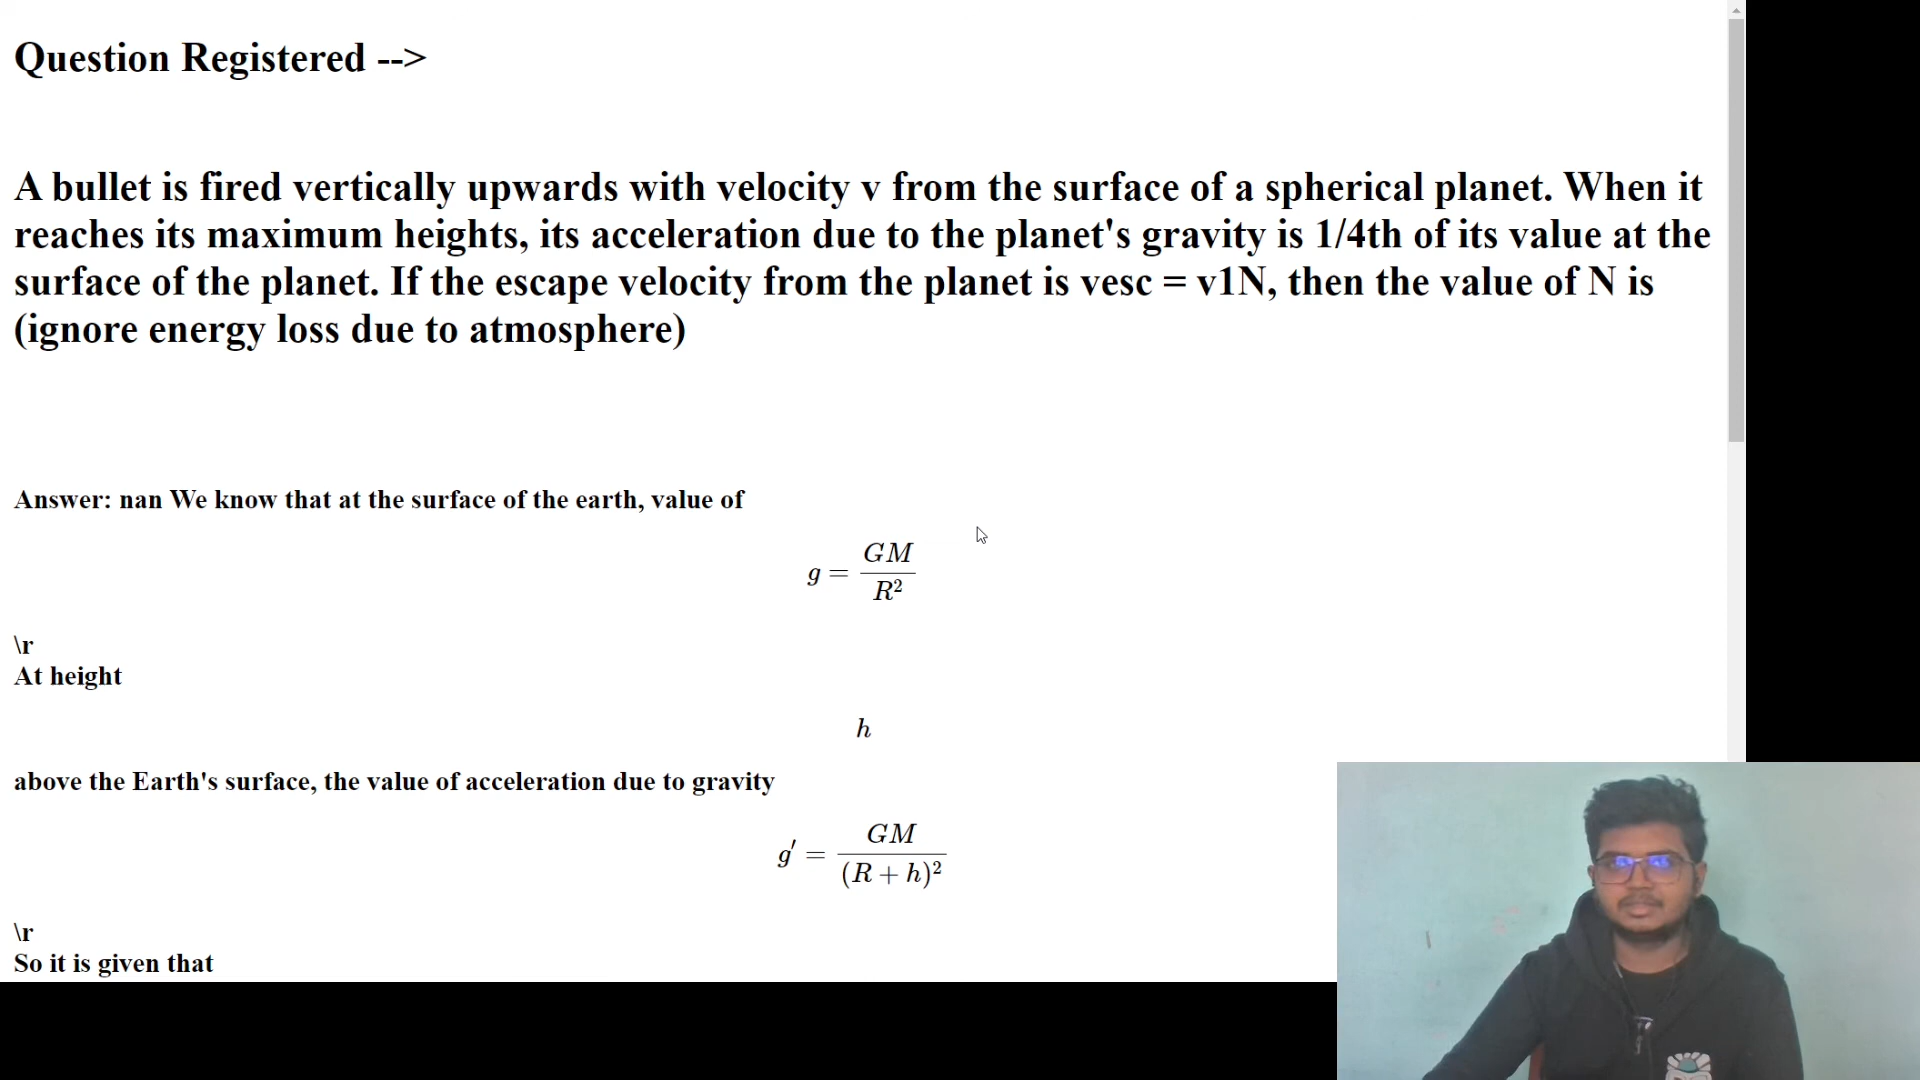 Question Registered -->
A bullet is fired vertically upwards with velocity v from the surface of a spherical planet. When it
reaches its maximum heights, its acceleration due to the planet's gravity is 1/4th of its value at the
surface of the planet. If the escape velocity from the planet is vesc = v1N, then the value of N is
(ignore energy loss due to atmosphere)
Answer: nan We know that at the surface of the earth, value of
g = \frac{GM}{R^2}
\r
At height
h
above the Earth's surface, the value of acceleration due to gravity
g' = \frac{GM}{(R + h)^2}
\r
So it is given that